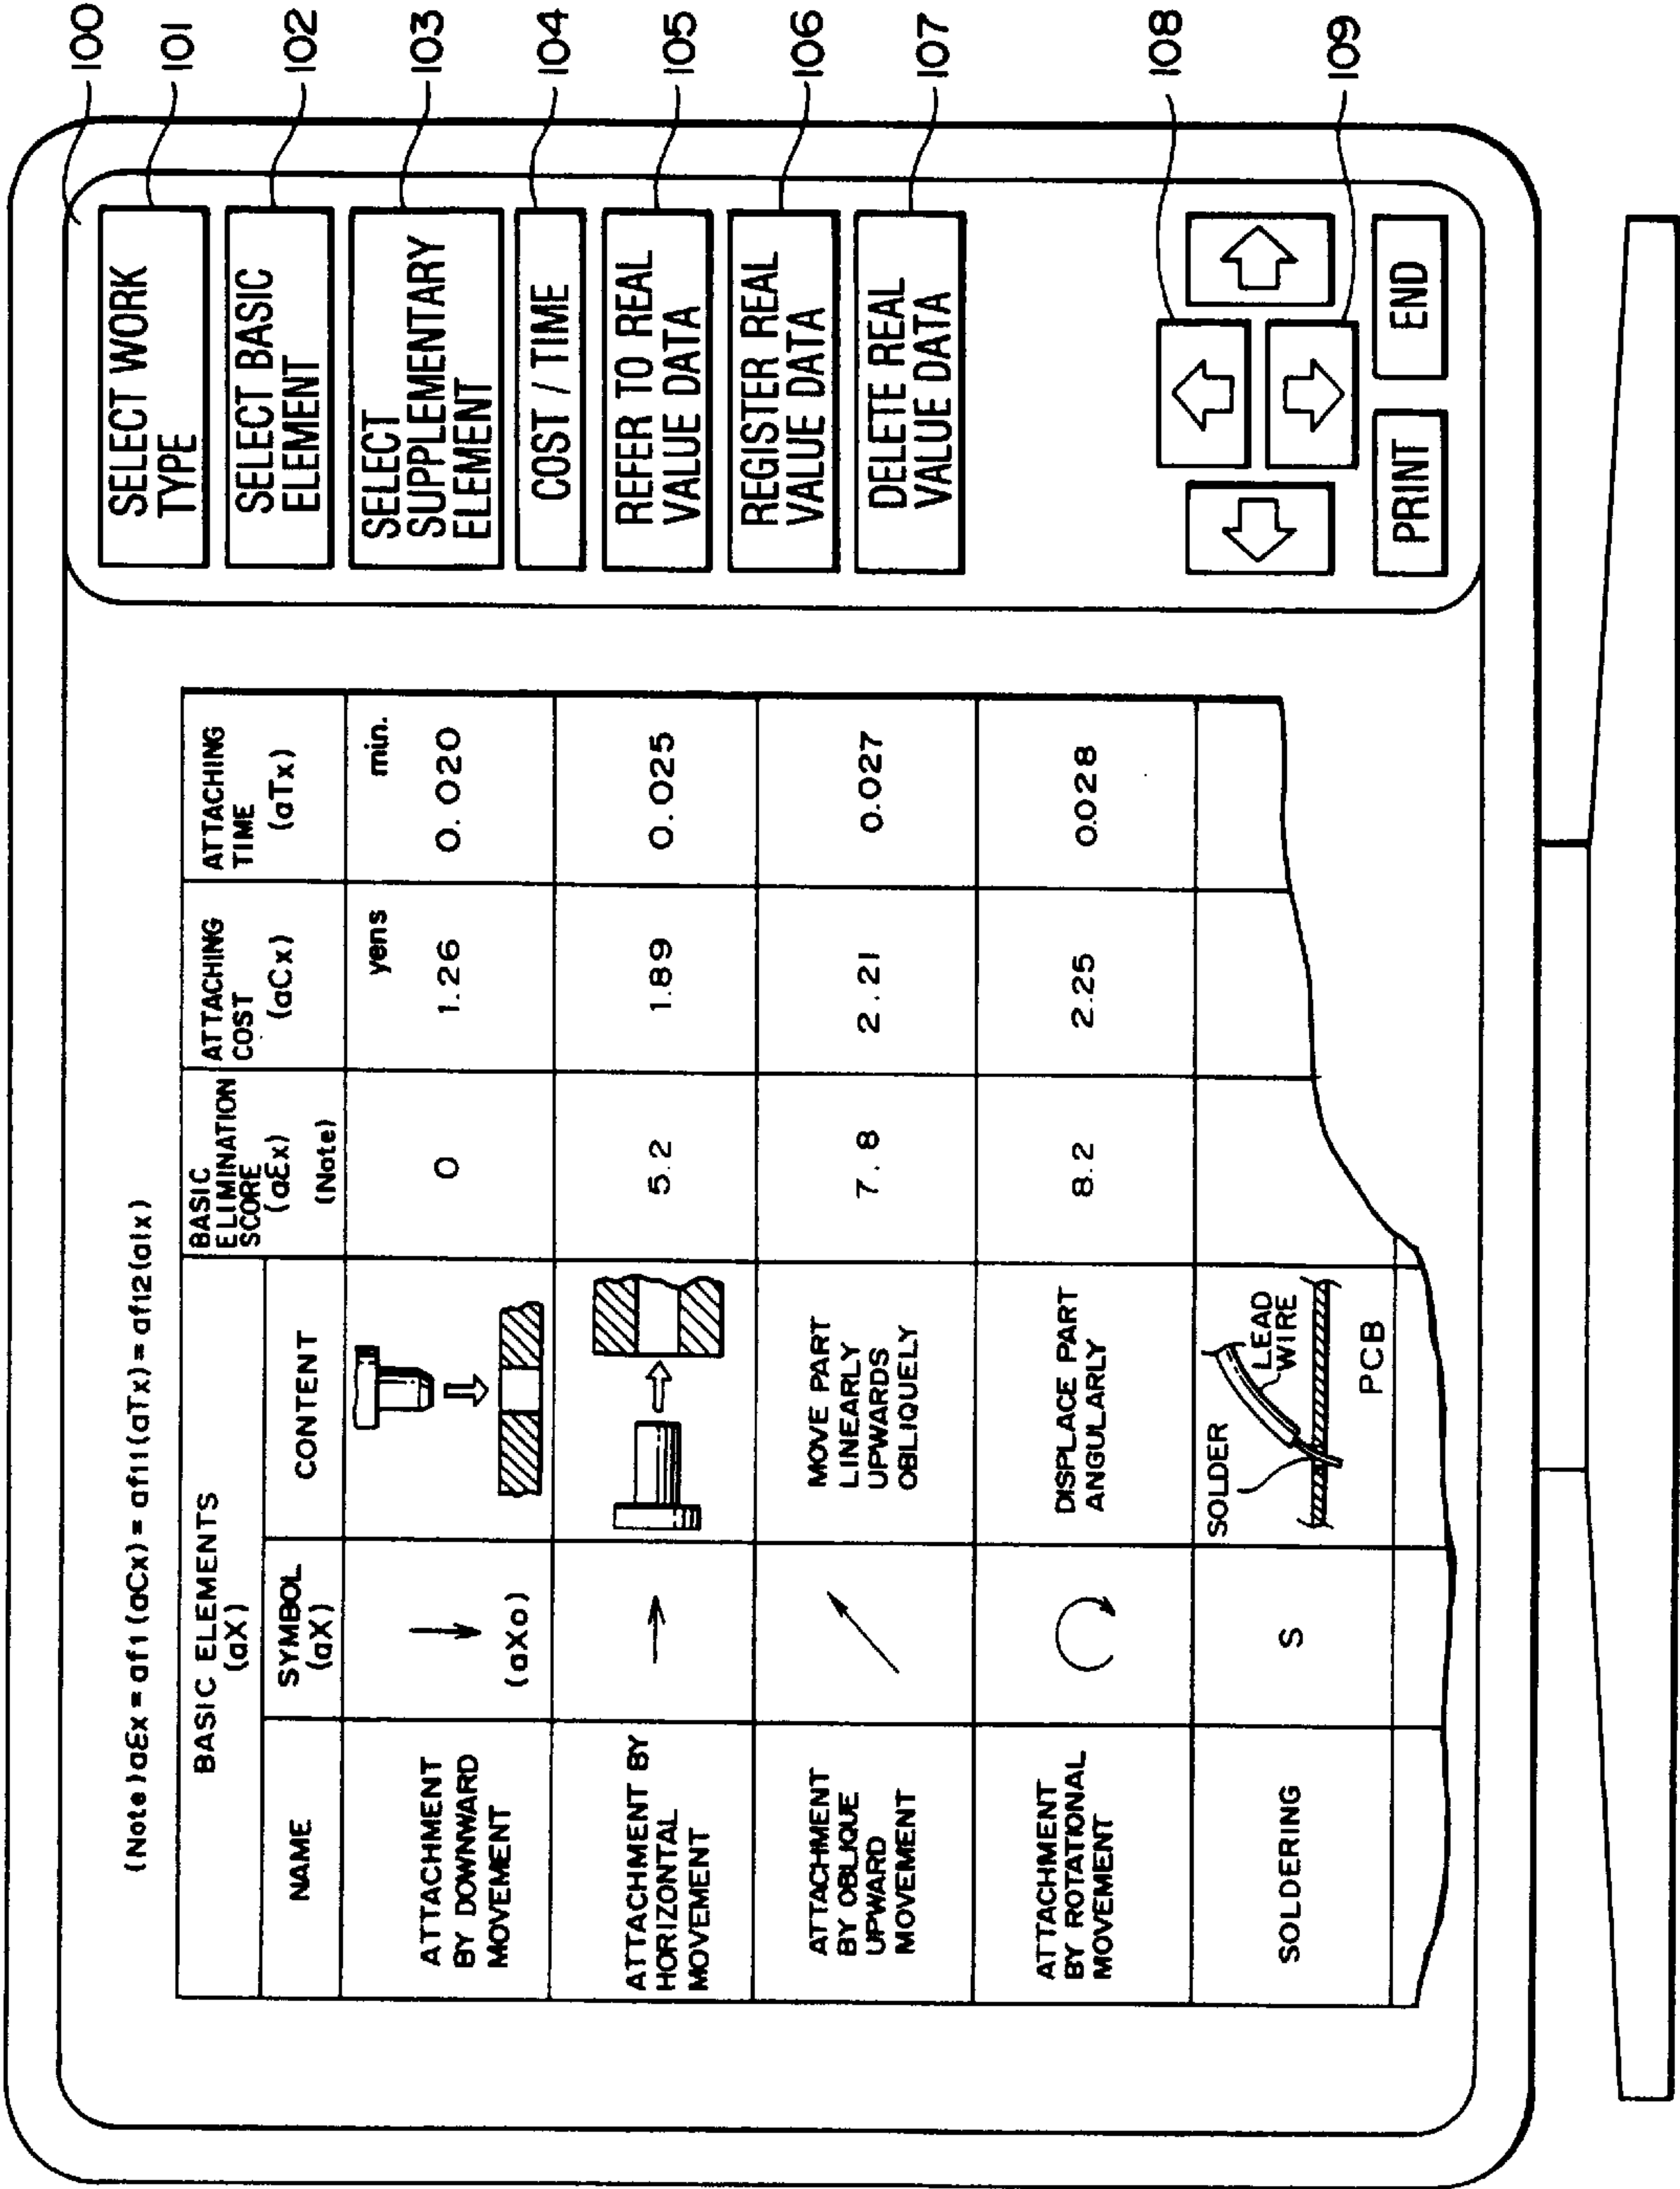 (Note) aEx = af1 (aCx) = af11 (aTx) = af12 (aIx)
BASIC ELEMENTS
(aX)
BASIC
ELIMINATION
SCORE
(aEx)
(Note)
ATTACHING
COST
(aCx)
ATTACHING
TIME
(aTx)
NAME
SYMBOL
(aX)
CONTENT
ATTACHMENT
BY DOWNWARD
MOVEMENT
(aXo)
0
yens
1.26
min.
0.020
ATTACHMENT BY
HORIZONTAL
MOVEMENT
5.2
1.89
0.025
ATTACHMENT
BY OBLIQUE
UPWARD
MOVEMENT
MOVE PART
LINEARLY
UPWARDS
OBLIQUELY
7.8
2.21
0.027
ATTACHMENT
BY ROTATIONAL
MOVEMENT
DISPLACE PART
ANGULARLY
8.2
2.25
0.028
SOLDERING
S
SOLDER
LEAD
WIRE
PCB
SELECT WORK
TYPE
SELECT BASIC
ELEMENT
SELECT
SUPPLEMENTARY
ELEMENT
COST / TIME
REFER TO REAL
VALUE DATA
REGISTER REAL
VALUE DATA
DELETE REAL
VALUE DATA
PRINT
END
100
101
102
103
104
105
106
107
108
109